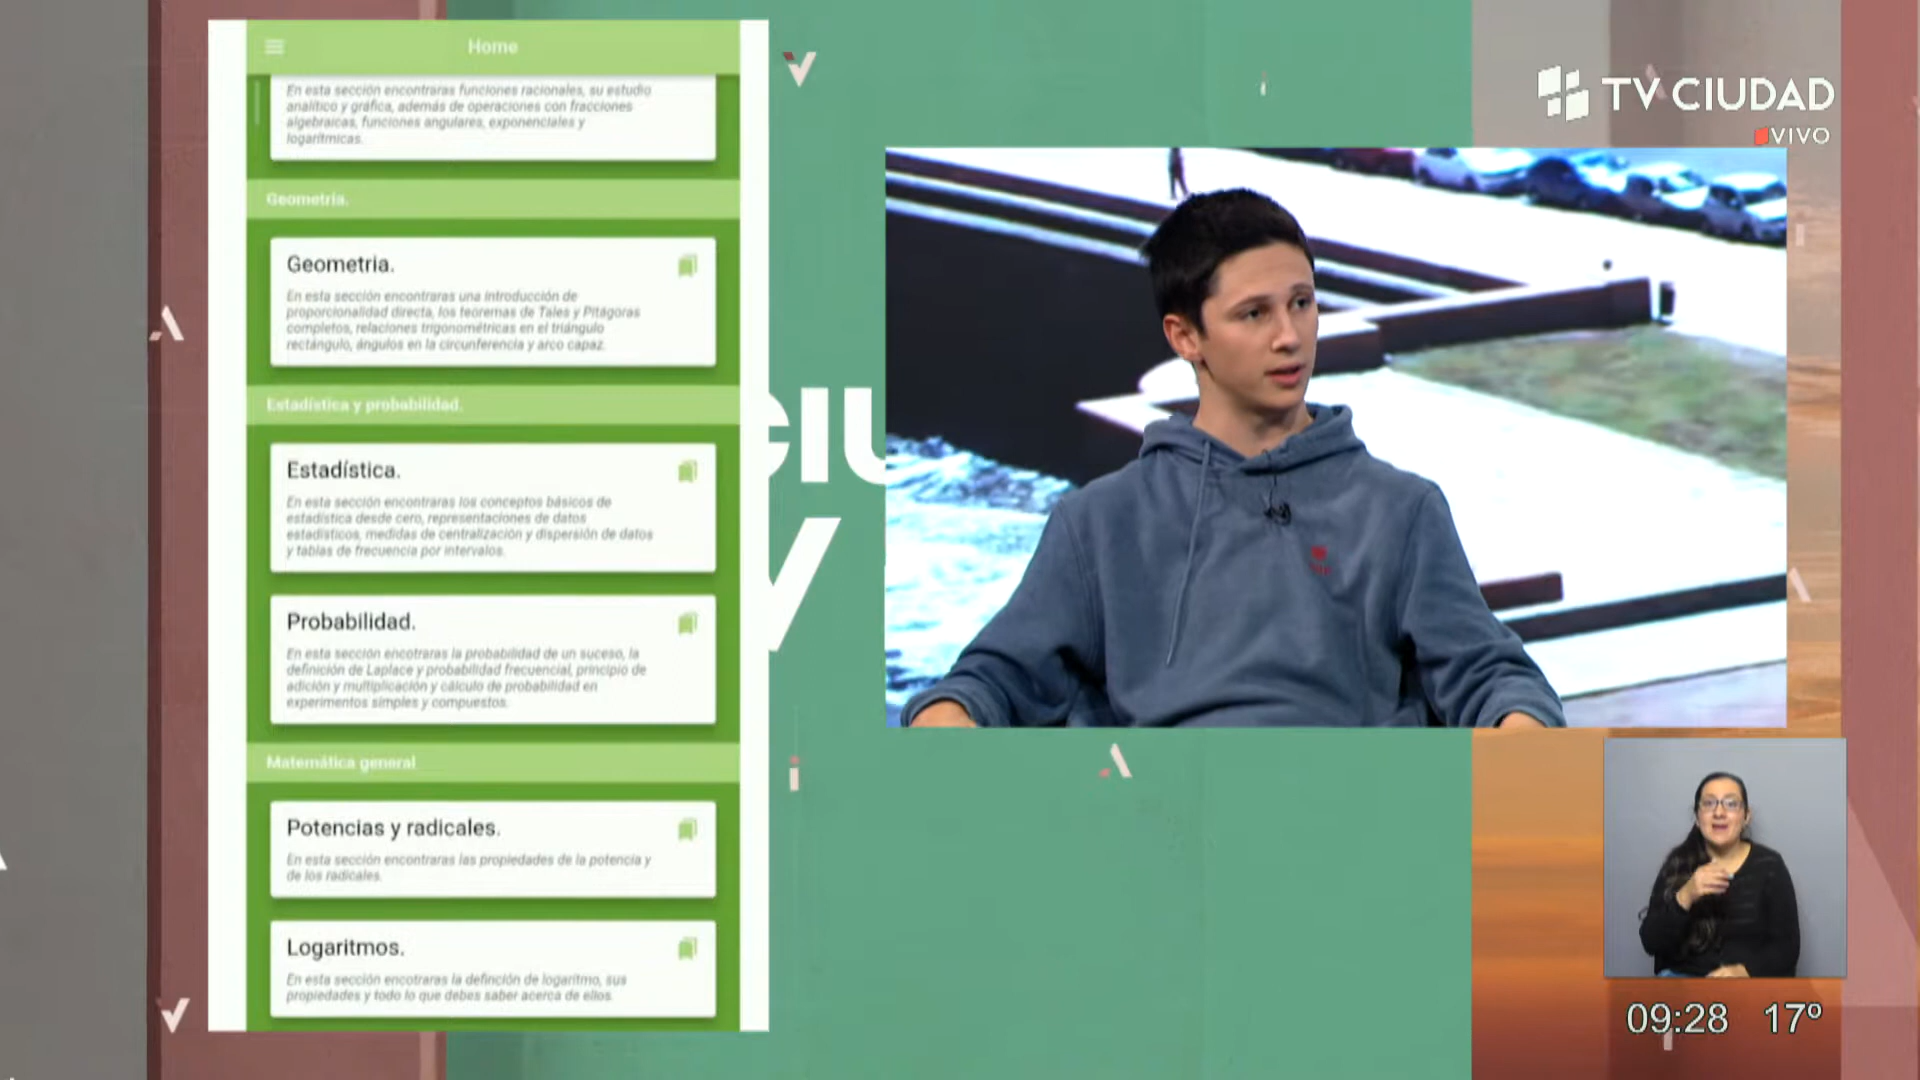 Home
En esta sección encontraras funciones racionales, su estudio
analítico y gráfica, además de operaciones con fracciones
algebraicas, funciones angulares, exponenciales y
logarítmicas.
Geometría.
Geometria.
En esta sección encontraras una introducción de
proporcionalidad directa, los teoremas de Tales y Pitágoras
completos, relaciones trigonométricas en el triángulo
rectángulo, ángulos en la circunferencia y arco capaz.
Estadística y probabilidad.
Estadística.
En esta sección encontraras los conceptos básicos de
estadística desde cero, representaciones de datos
estadísticos, medidas de centralización y dispersión de datos
y tablas de frecuencia por intervalos.
Probabilidad.
En esta sección encotraras la probabilidad de un suceso, la
definición de Laplace y probabilidad frecuencial, principio de
adición y multiplicación y cálculo de probabilidad en
experimentos simples y compuestos.
Matemática general
Potencias y radicales.
En esta sección encontraras las propiedades de la potencia y
de los radicales.
Logaritmos.
En esta sección encotraras la definción de logaritmo, sus
propiedades y todo lo que debes saber acerca de ellos.
CIU
V
TV CIUDAD
VIVO
09:28 17º